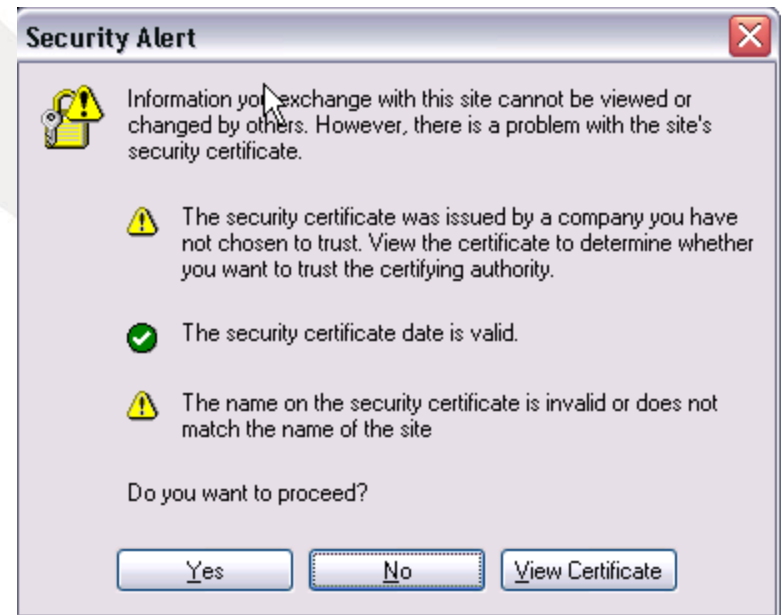 Security Alert
Information you exchange with this site cannot be viewed or
changed by others. However, there is a problem with the site's
security certificate.
The security certificate was issued by a company you have
not chosen to trust. View the certificate to determine whether
you want to trust the certifying authority.
The security certificate date is valid.
The name on the security certificate is invalid or does not
match the name of the site
Do you want to proceed?
Yes
No
View Certificate